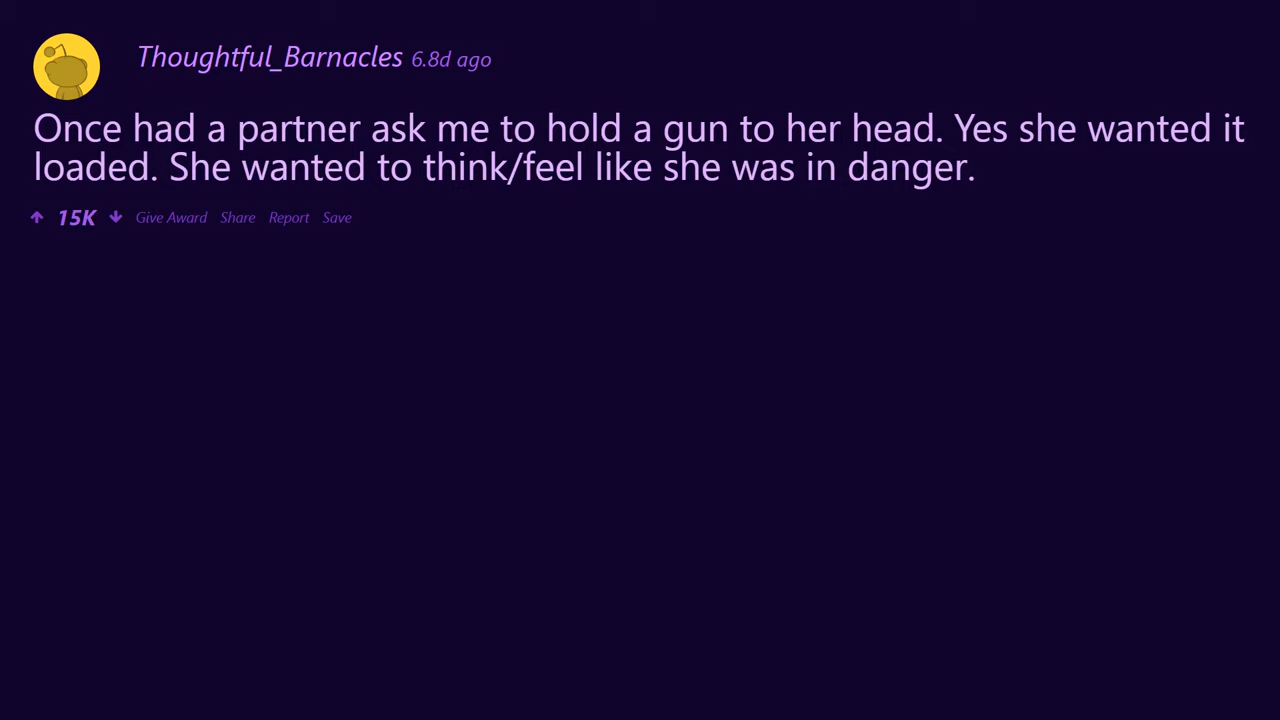 Thoughtful_Barnacles 6.8d ago
Once had a partner ask me to hold a gun to her head. Yes she wanted it
loaded. She wanted to think/feel like she was in danger.
15K Give Award Share Report Save